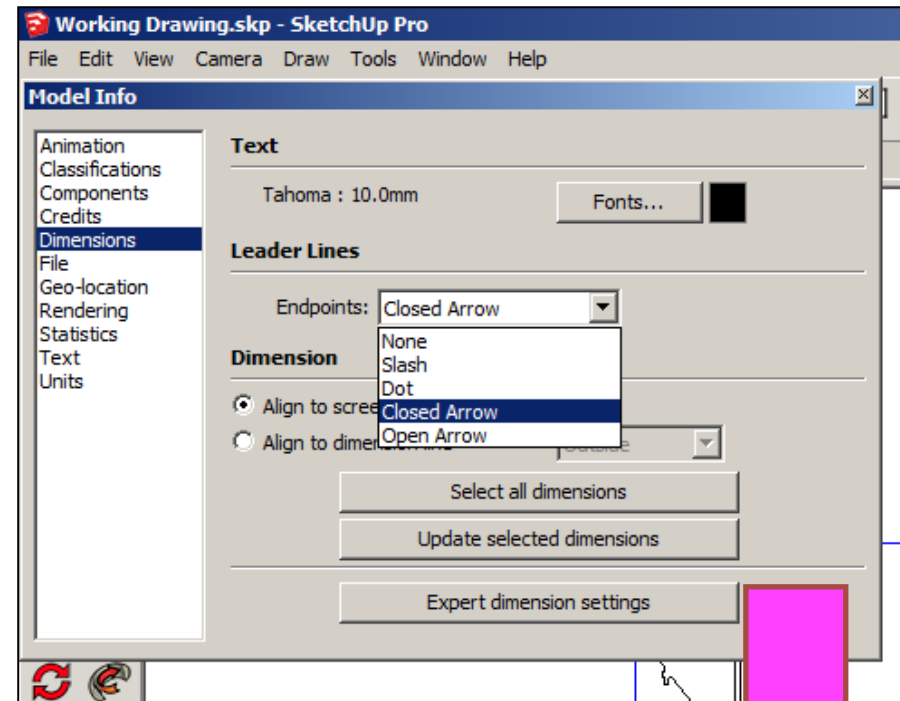 Working Drawing.skp - SketchUp Pro
File Edit View Camera Draw Tools Window Help
Model Info
Animation
Classifications
Components
Credits
Dimensions
File
Geo-location
Rendering
Statistics
Text
Units
Text
Tahoma : 10.0mm
Fonts...
Leader Lines
Endpoints: Closed Arrow
None
Slash
Dot
Closed Arrow
Open Arrow
Dimension
Align to
Align to
Select all dimensions
Update selected dimensions
Expert dimension settings